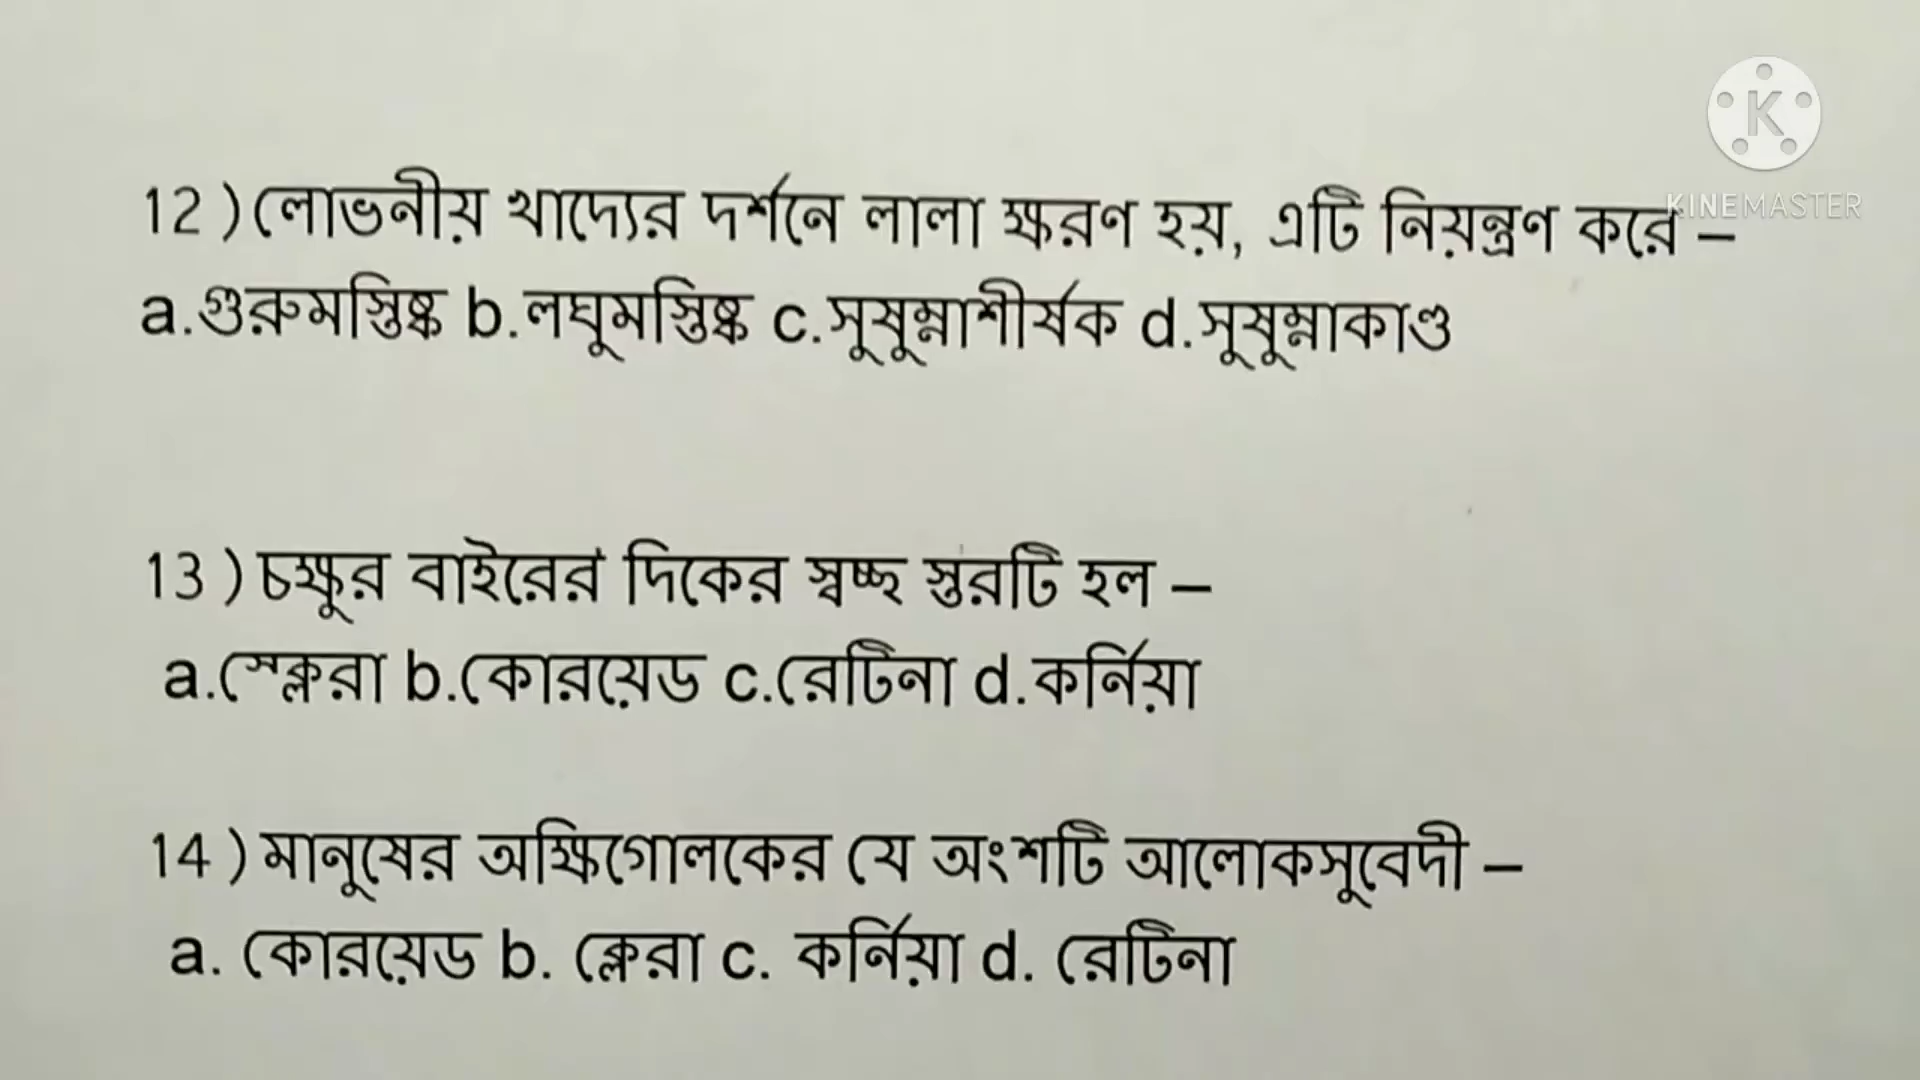 KINEMASTER
12 ) লোভনীয় খাদ্যের দর্শনে লালা ক্ষরণ হয়, এটি নিয়ন্ত্রণ করে –
a.গুরুমস্তিষ্ক b.লঘুমস্তিষ্ক c.সুষুম্নাশীর্ষক d.সুষুম্নাকাণ্ড
13 ) চক্ষুর বাইরের দিকের স্বচ্ছ স্তরটি হল –
a.স্ক্লেরা b.কোরয়েড c.রেটিনা d.কর্নিয়া
14 ) মানুষের অক্ষিগোলকের যে অংশটি আলোকসুবেদী –
a. কোরয়েড b. ক্লেরা c. কর্নিয়া d. রেটিনা